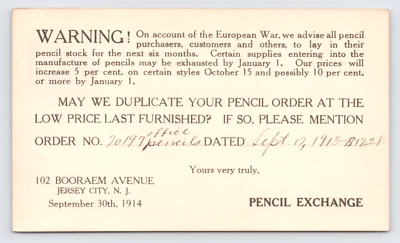 WARNING! On account of the European War, we advise all pencil
purchasers, customers and others, to lay in their
pencil stock for the next six months. Certain supplies entering into the
manufacture of pencils may be exhausted by January 1. Our prices will
increase 5 per cent. on certain styles October 15 and possibly 10 per cent.
or more by January 1.
MAY WE DUPLICATE YOUR PENCIL ORDER AT THE
LOW PRICE LAST FURNISHED? IF SO, PLEASE MENTION
office
ORDER NO. 20197 pencils DATED Sept. 17, 1913
Yours very truly,
102 BOORAEM AVENUE
JERSEY CITY, N. J.
September 30th, 1914
PENCIL EXCHANGE